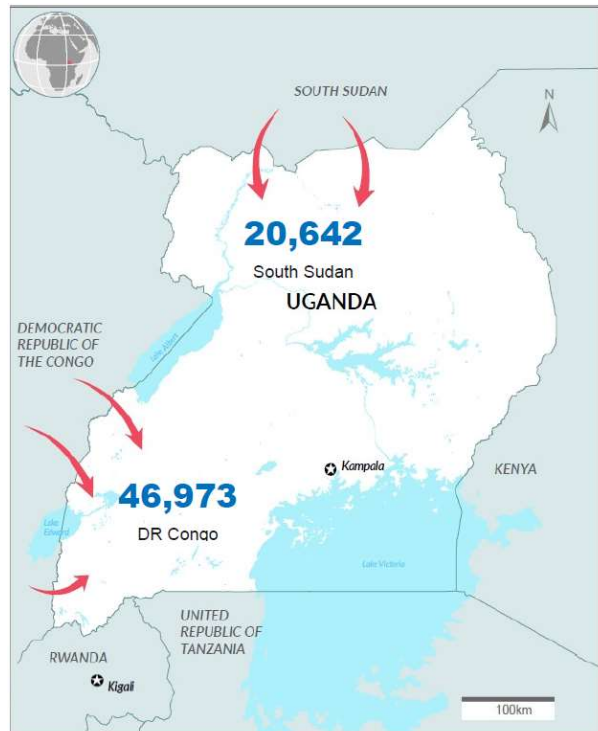 SOUTH SUDAN
N
20,642
South Sudan
UGANDA
DEMOCRATIC
REPUBLIC OF
THE CONGO
Lake Albert
Kampala
KENYA
46,973
DR Congo
Lake
Edward
Lake Victoria
UNITED
REPUBLIC OF
TANZANIA
RWANDA
Kigali
100km